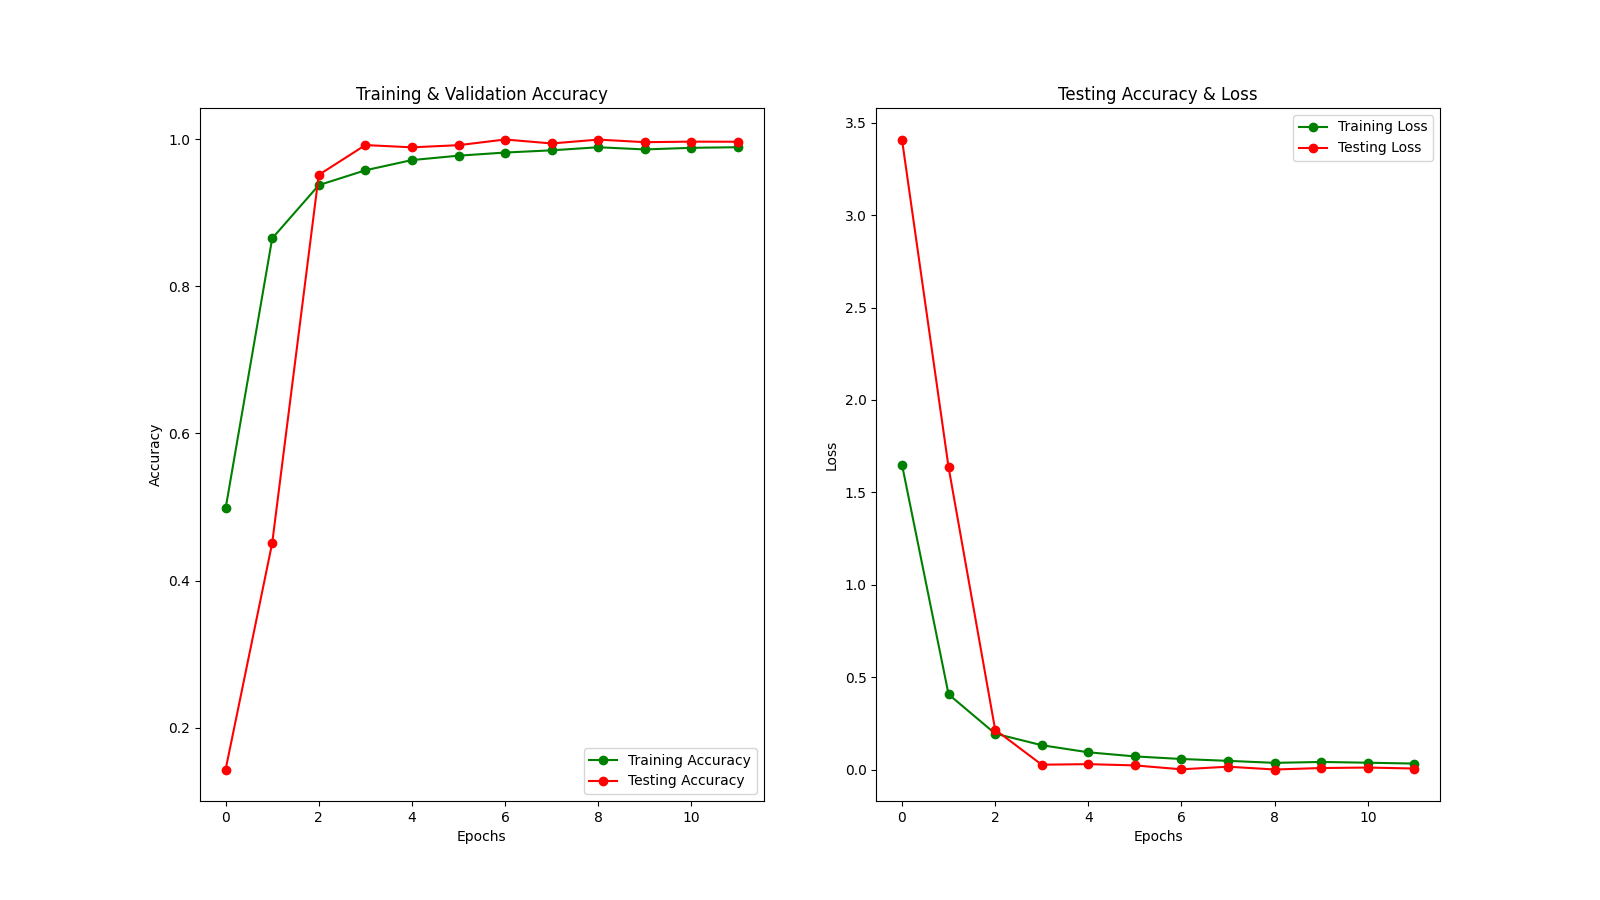 Training & Validation Accuracy
1.0
0.8
0.6
0.4
0.2
Accuracy
0 2 4 6 8 10
Epochs
Training Accuracy
Testing Accuracy
Testing Accuracy & Loss
3.5
3.0
2.5
2.0
1.5
1.0
0.5
0.0
Loss
0 2 4 6 8 10
Epochs
Training Loss
Testing Loss